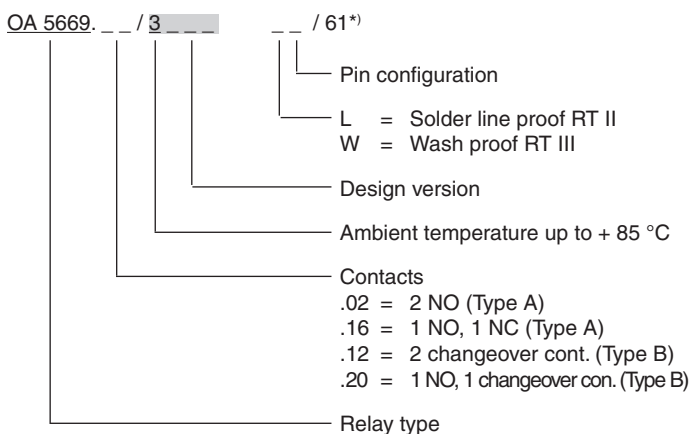 OA 5669. _ _ / 3 _ _ _ _ _ / 61*)
Pin configuration
L = Solder line proof RT II
W = Wash proof RT III
Design version
Ambient temperature up to + 85 °C
Contacts
.02 = 2 NO (Type A)
.16 = 1 NO, 1 NC (Type A)
.12 = 2 changeover cont. (Type B)
.20 = 1 NO, 1 changeover con. (Type B)
Relay type